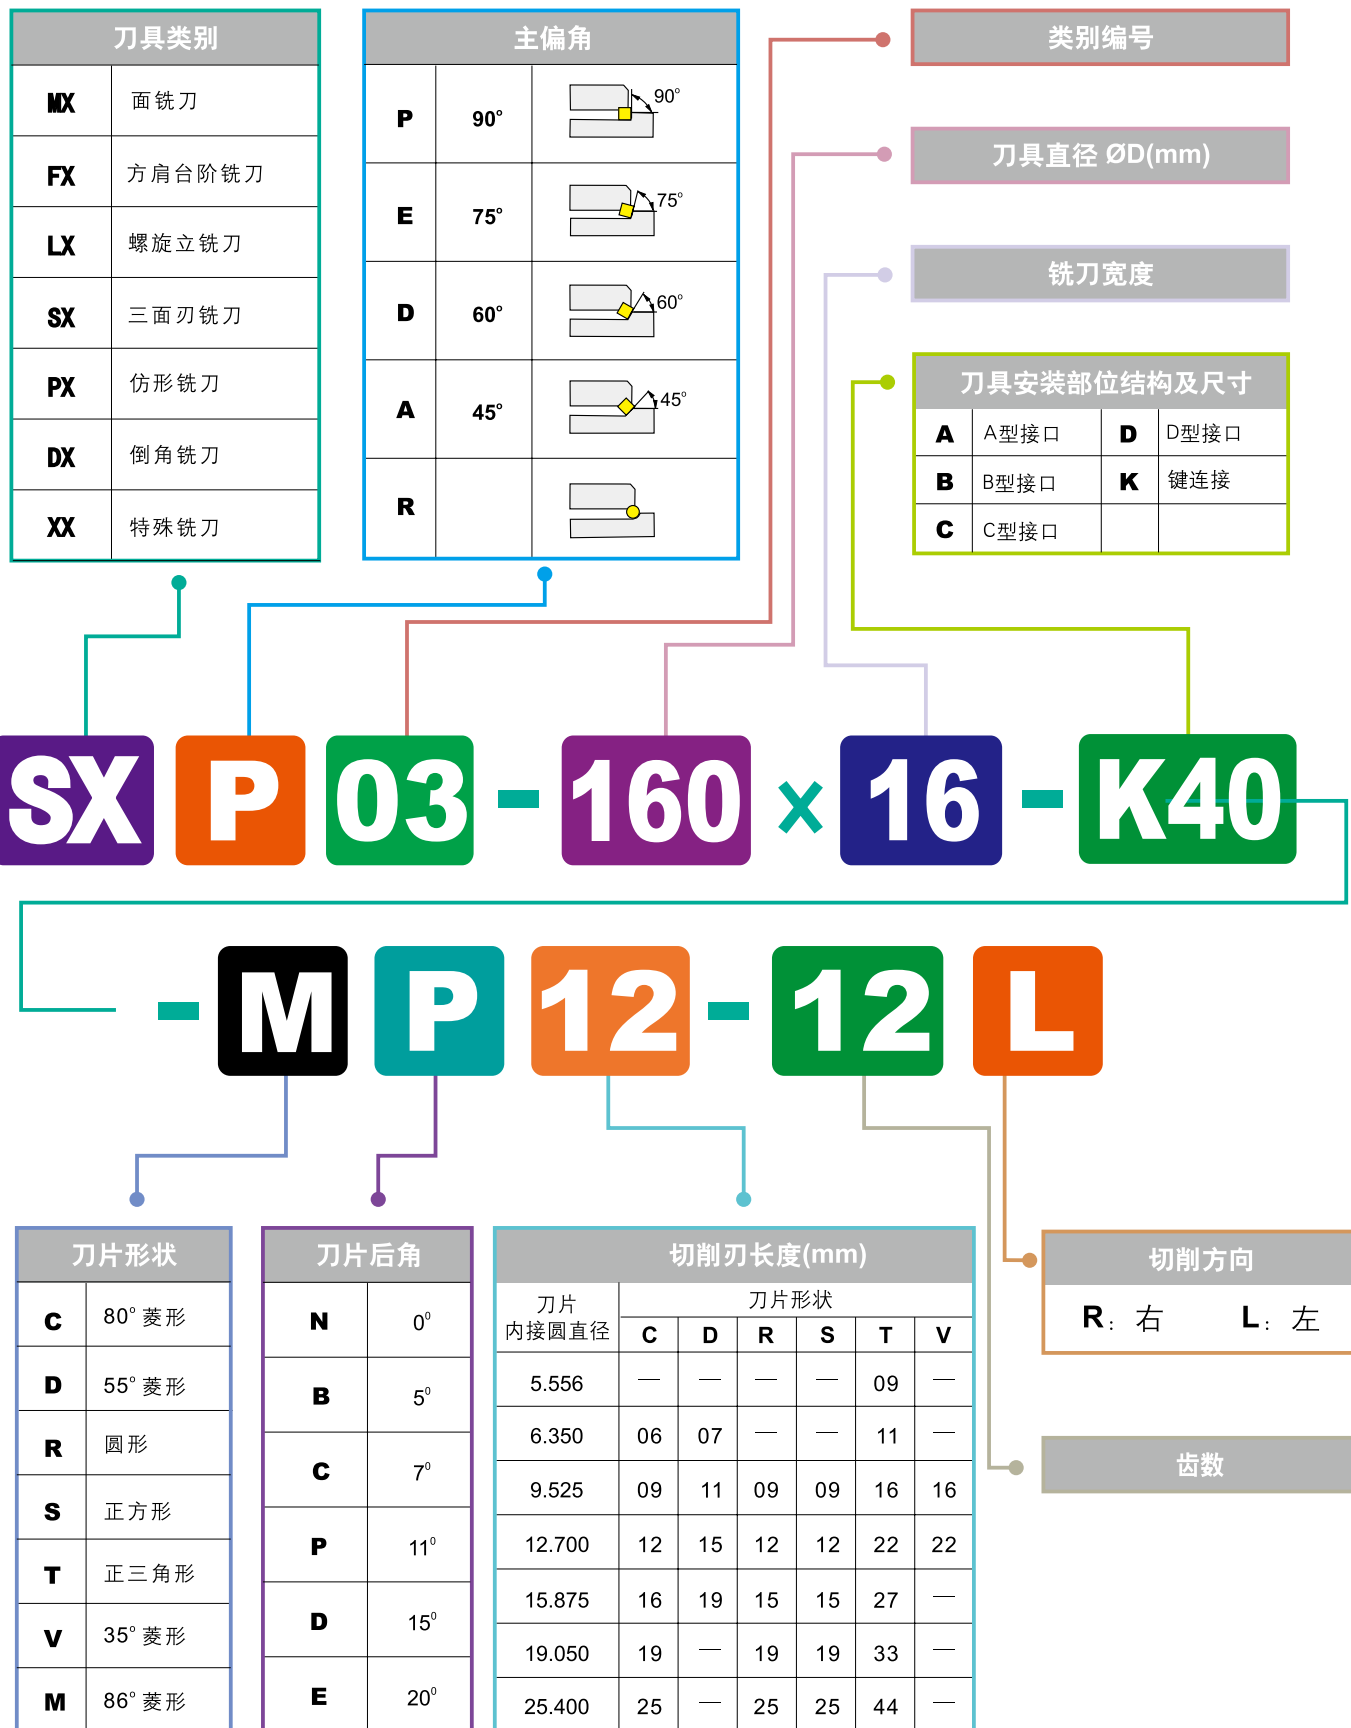 刀具类别
MX 面铣刀
FX 方肩台阶铣刀
LX 螺旋立铣刀
SX 三面刃铣刀
PX 仿形铣刀
DX 倒角铣刀
XX 特殊铣刀
主偏角
P 90° 90°
E 75° 75°
D 60° 60°
A 45° 45°
R
类别编号
刀具直径 ØD(mm)
铣刀宽度
刀具安装部位结构及尺寸
A A型接口 D D型接口
B B型接口 K 键连接
C C型接口
SX P 03 - 160 × 16 - K40
- M P 12 - 12 L
刀片形状
C 80° 菱形
D 55° 菱形
R 圆形
S 正方形
T 正三角形
V 35° 菱形
M 86° 菱形
刀片后角
N 0⁰
B 5⁰
C 7⁰
P 11⁰
D 15⁰
E 20⁰
切削刃长度(mm)
刀片
内接圆直径
刀片形状
C D R S T V
5.556 — — — — 09 —
6.350 06 07 — — 11 —
9.525 09 11 09 09 16 16
12.700 12 15 12 12 22 22
15.875 16 19 15 15 27 —
19.050 19 — 19 19 33 —
25.400 25 — 25 25 44 —
切削方向
R: 右 L: 左
齿数